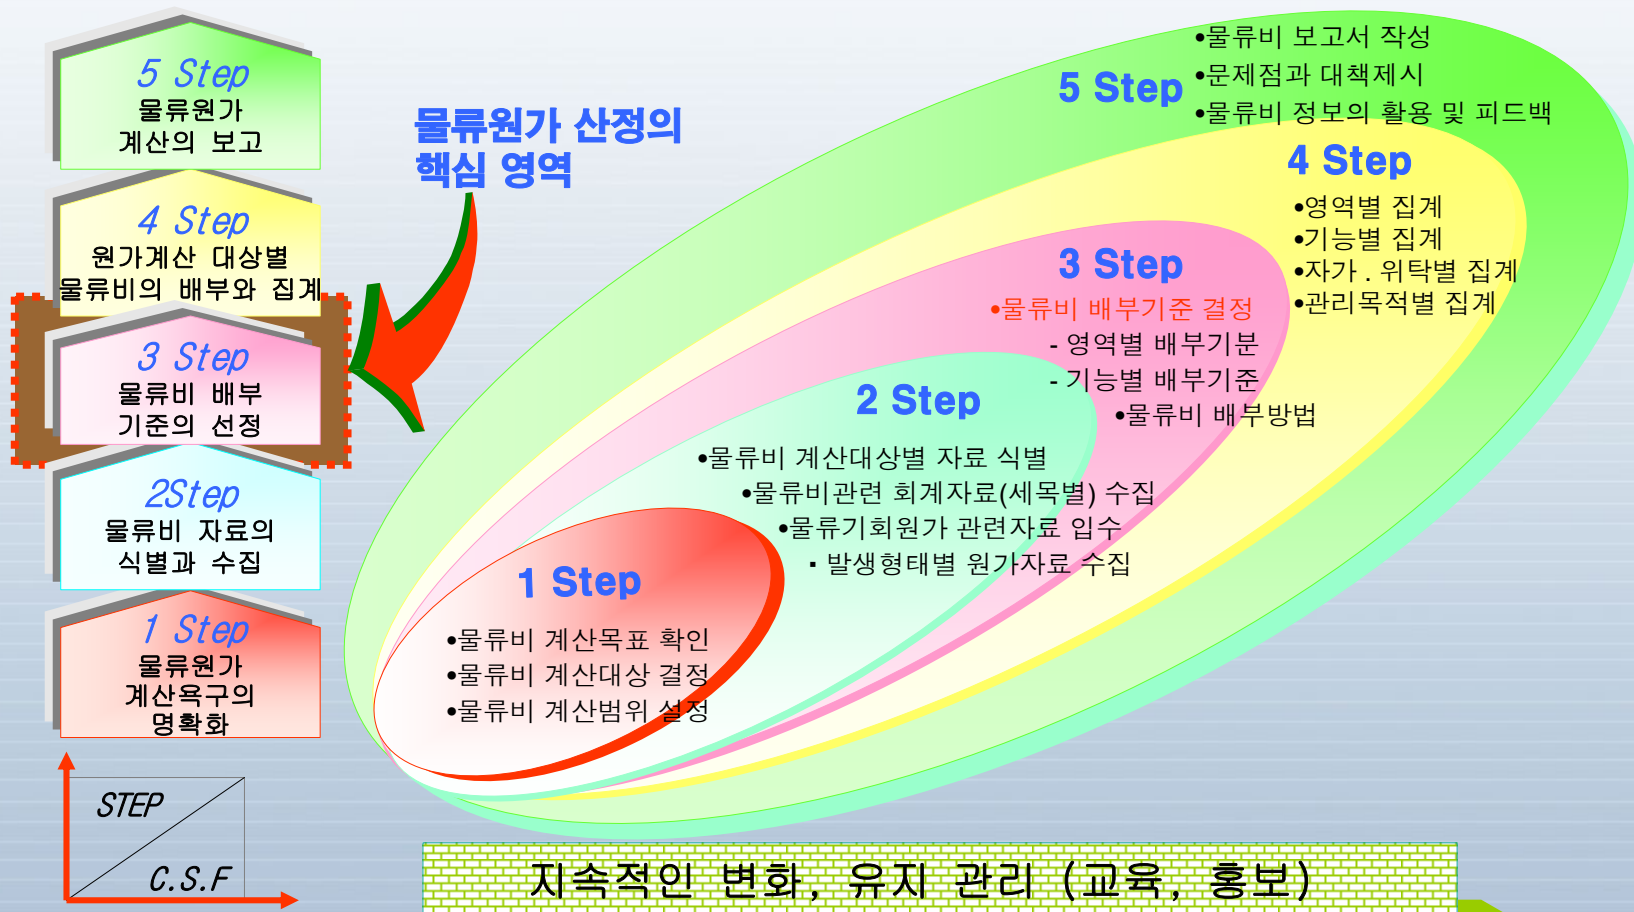 5 Step
물류원가
계산의 보고
4 Step
원가계산 대상별
물류비의 배부와 집계
3 Step
물류비 배부
기준의 선정
2Step
물류비 자료의
식별과 수집
1 Step
물류원가
계산욕구의
명확화
STEP
C.S.F
물류원가 산정의
핵심 영역
5 Step
•물류비 보고서 작성
•문제점과 대책제시
•물류비 정보의 활용 및 피드백
4 Step
•영역별 집계
•기능별 집계
•자가 . 위탁별 집계
•관리목적별 집계
3 Step
•물류비 배부기준 결정
- 영역별 배부기분
- 기능별 배부기준
•물류비 배부방법
2 Step
•물류비 계산대상별 자료 식별
•물류비관련 회계자료(세목별) 수집
•물류기회원가 관련자료 입수
▪ 발생형태별 원가자료 수집
1 Step
•물류비 계산목표 확인
•물류비 계산대상 결정
•물류비 계산범위 설정
지속적인 변화, 유지 관리 (교육, 홍보)